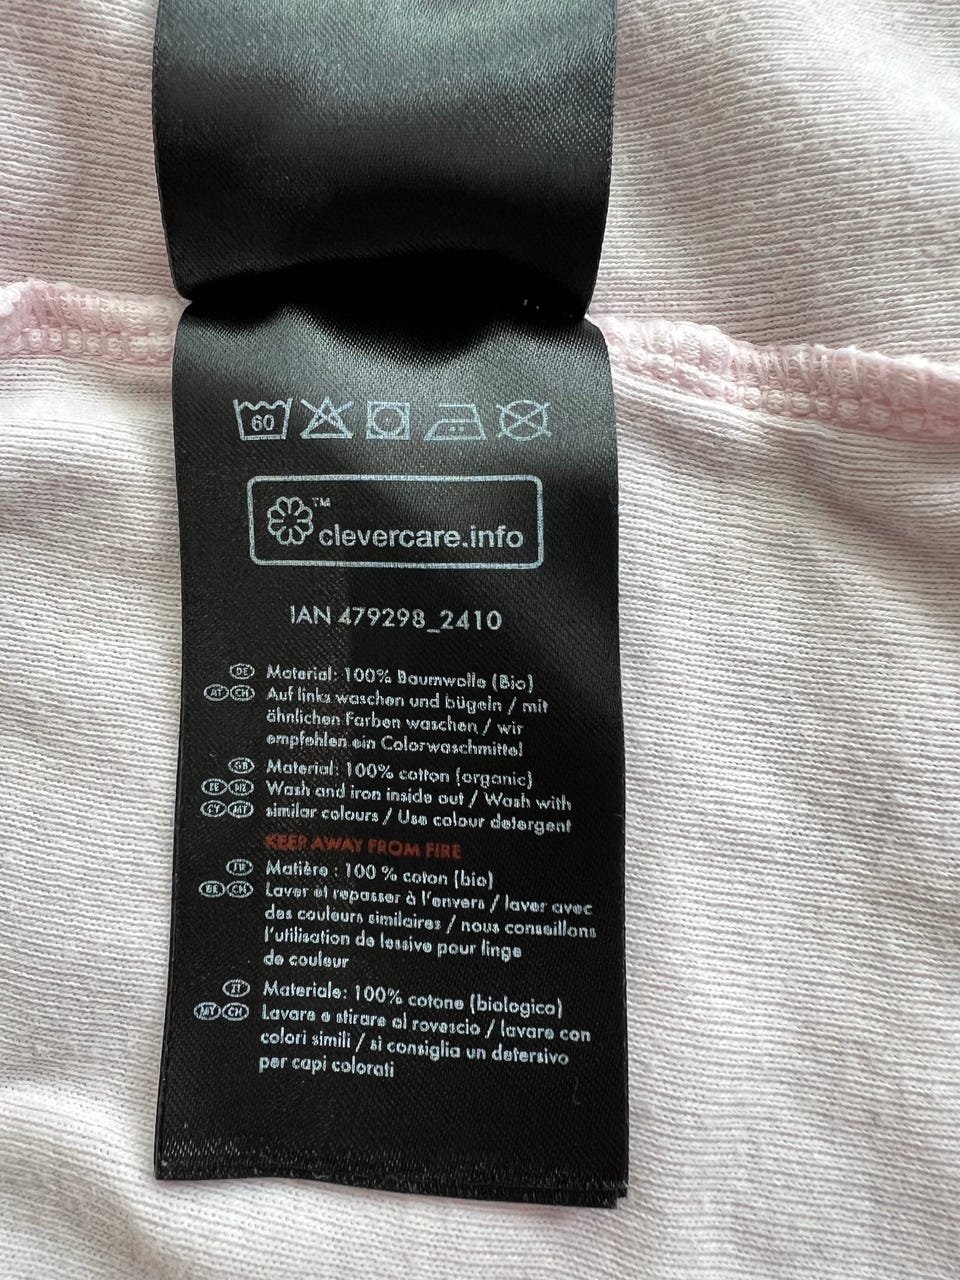 60
™
clevercare.info
IAN 479298_2410
DE Material: 100% Baumwolle (Bio)
AT CH Auf links waschen und bügeln / mit
ähnlichen Farben waschen / wir
empfehlen ein Colorwaschmittel
GB Material: 100% cotton (organic)
IE Wash and iron inside out / Wash with
CY MT similar colours / Use colour detergent
KEEP AWAY FROM FIRE
FR Matière : 100 % coton (bio)
BE CH Laver et repasser à l'envers / laver avec
des couleurs similaires / nous conseillons
l'utilisation de lessive pour linge
de couleur
IT Materiale: 100% cotone (biologico)
MT CH Lavare e stirare al rovescio / lavare con
colori simili / si consiglia un detersivo
per capi colorati